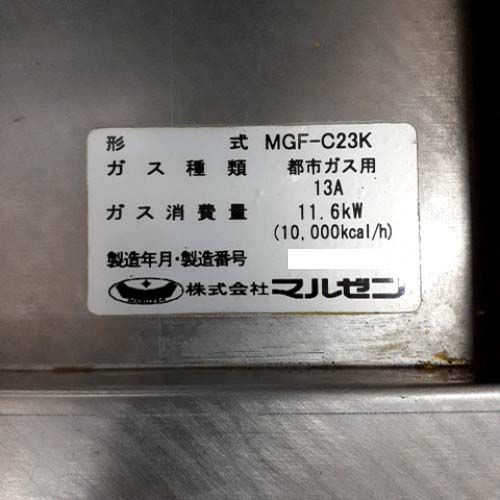 形式 MGF-C23K
ガス種類 都市ガス用
13A
ガス消費量 11.6kW
(10,000kcal/h)
製造年月・製造番号
MARUZEN 株式会社 マルゼン